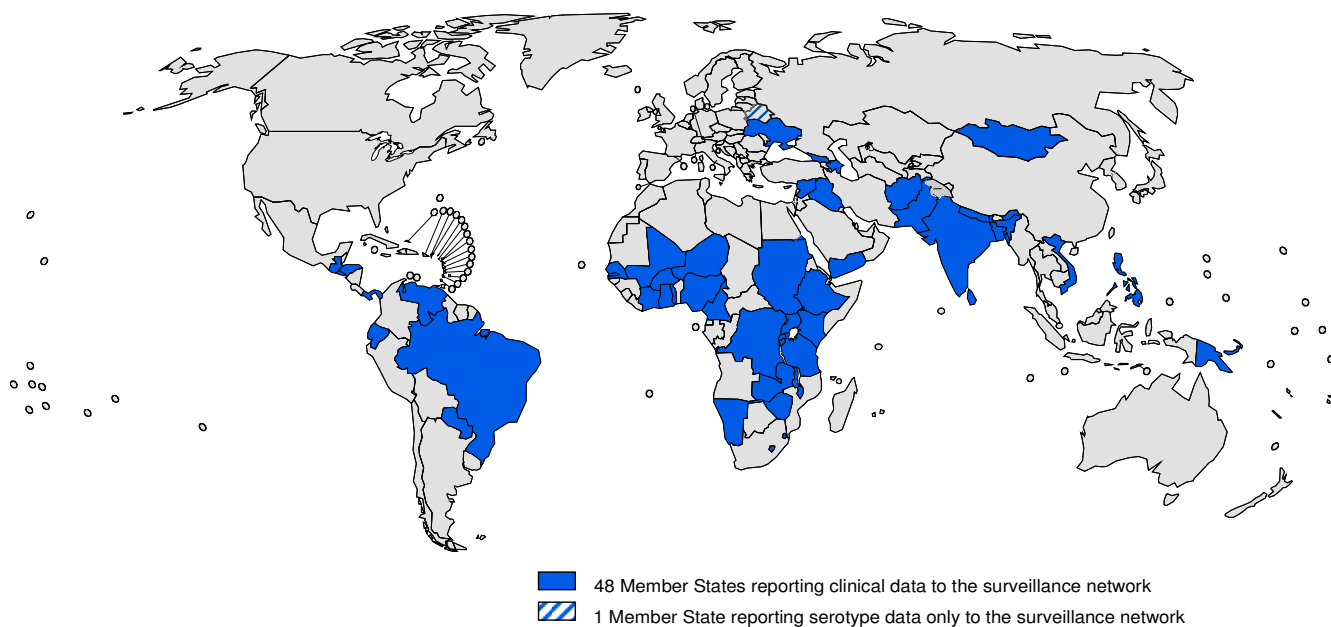 48 Member States reporting clinical data to the surveillance network
1 Member State reporting serotype data only to the surveillance network